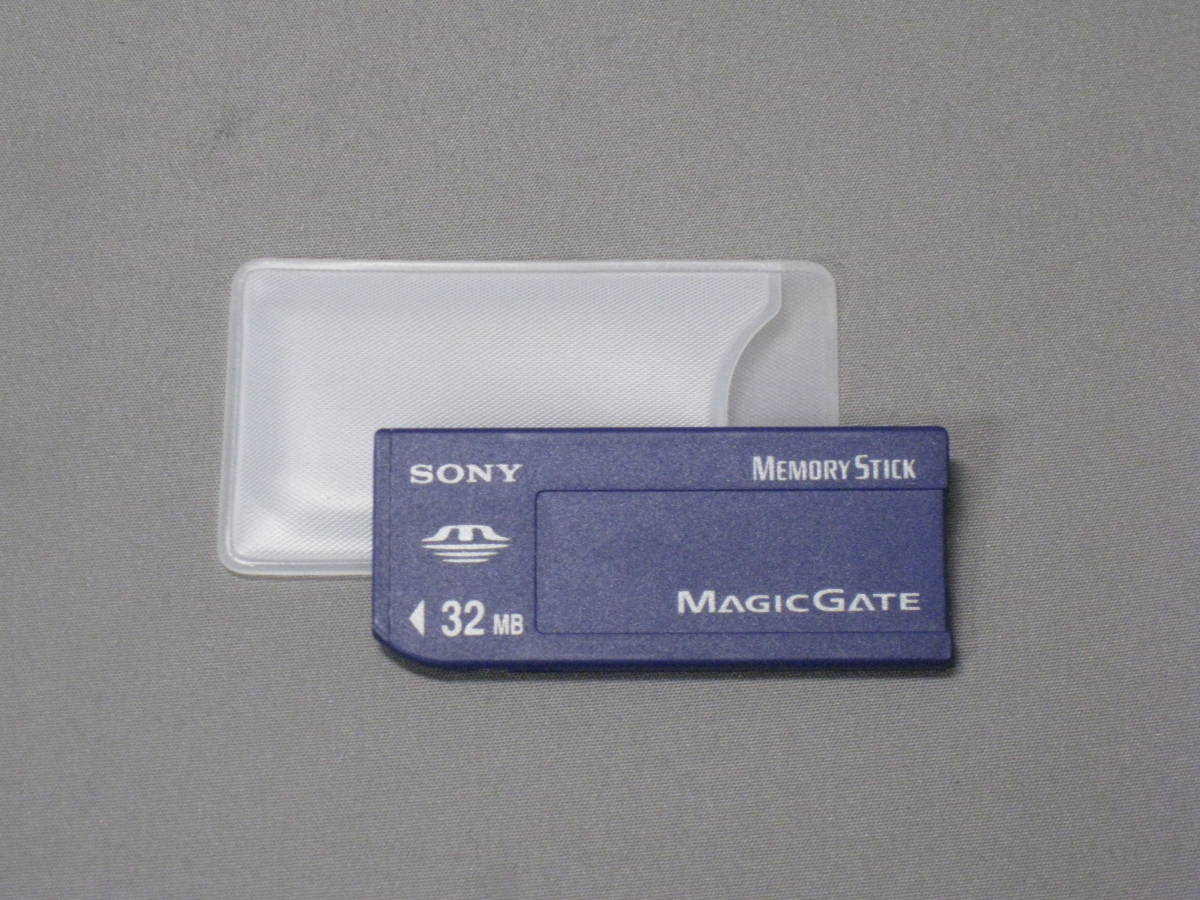 SONY
MEMORY STICK
MAGICGATE
32 MB